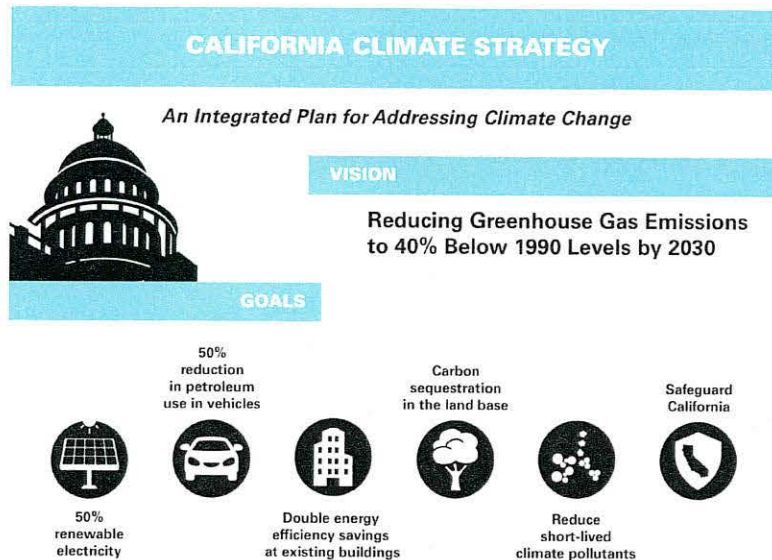 CALIFORNIA CLIMATE STRATEGY
An Integrated Plan for Addressing Climate Change
VISION
Reducing Greenhouse Gas Emissions
to 40% Below 1990 Levels by 2030
GOALS
50%
renewable
electricity
50%
reduction
in petroleum
use in vehicles
Double energy
efficiency savings
at existing buildings
Carbon
sequestration
in the land base
Reduce
short-lived
climate pollutants
Safeguard
California